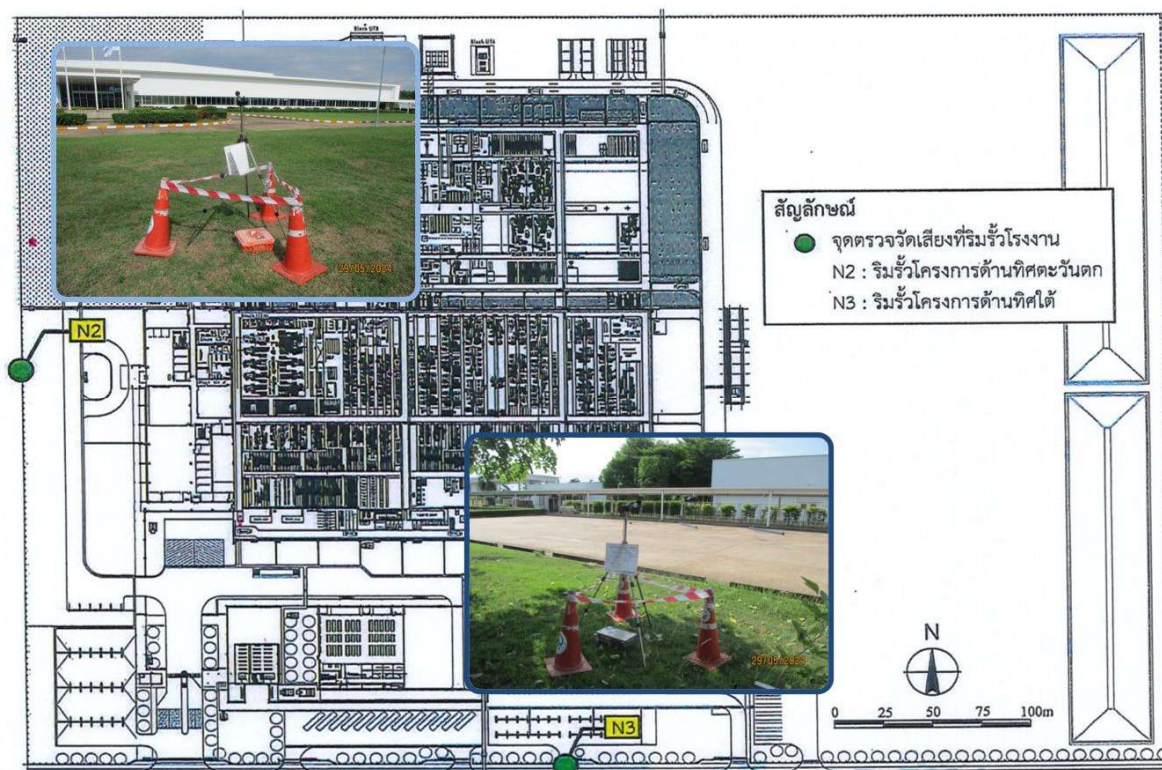 29/05/2024
สัญลักษณ์
จุดตรวจวัดเสียงที่ริมรั้วโรงงาน
N2 : ริมรั้วโครงการด้านทิศตะวันตก
N3 : ริมรั้วโครงการด้านทิศใต้
N2
N
0 25 50 75 100m
N3